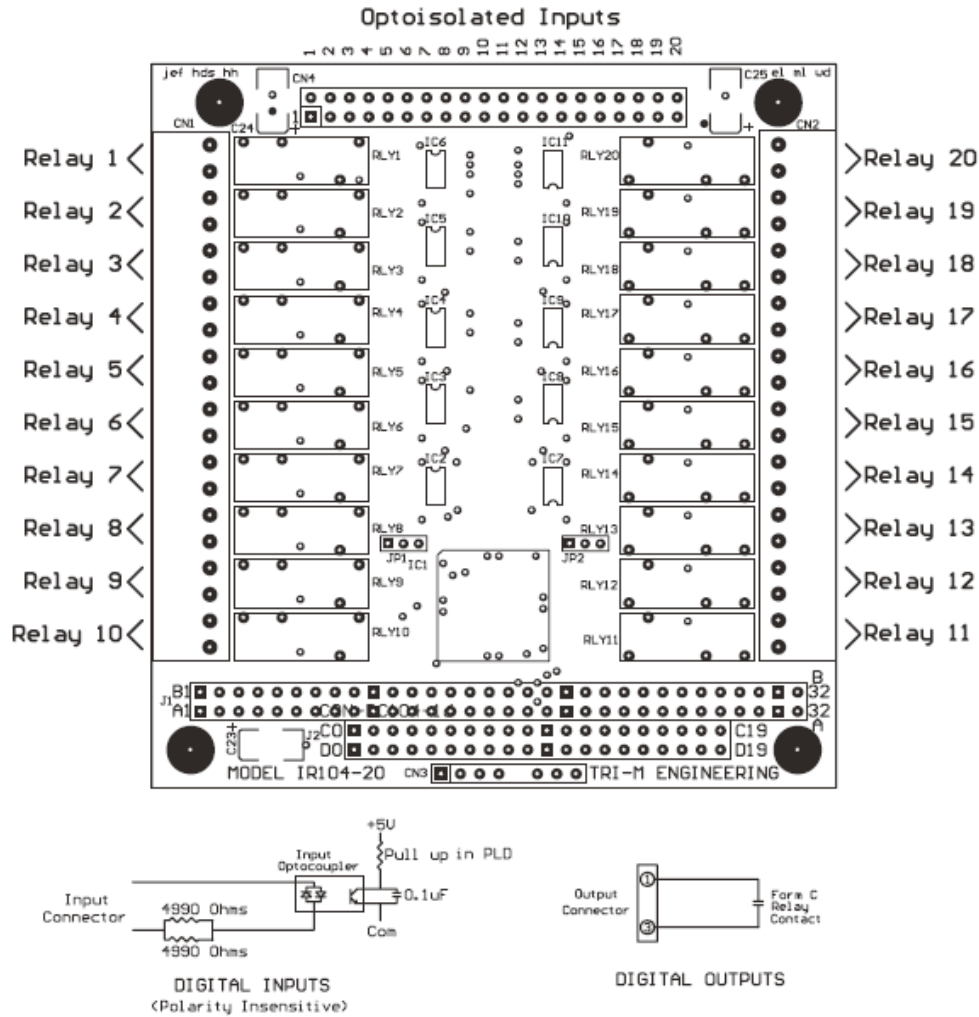 Optoisolated Inputs
1 2 3 4 5 6 7 8 9 10 11 12 13 14 15 16 17 18 19 20
jef hds hh
CN4
C25
el ml wd
CN1
C24
+
1
+
CN2
Relay 1
RLY1
IC6
IC11
RLY20
Relay 20
Relay 2
RLY2
IC5
IC10
RLY19
Relay 19
Relay 3
RLY3
RLY18
Relay 18
Relay 4
RLY4
IC4
IC9
RLY17
Relay 17
Relay 5
RLY5
IC3
IC8
RLY16
Relay 16
Relay 6
RLY6
RLY15
Relay 15
Relay 7
RLY7
IC2
IC7
RLY14
Relay 14
Relay 8
RLY8
RLY13
Relay 13
JP1
IC1
JP2
Relay 9
RLY9
RLY12
Relay 12
Relay 10
RLY10
RLY11
Relay 11
J1
B1
B
32
A1
32
A
C23+
J2
C0
C19
D0
D19
MODEL IR104-20
CN3
TRI-M ENGINEERING
+5V
Pull up in PLD
Input
Optocoupler
0.1uF
Input
Connector
4990 Ohms
4990 Ohms
Com
DIGITAL INPUTS
(Polarity Insensitive)
Output
Connector
1
3
Form C
Relay
Contact
DIGITAL OUTPUTS